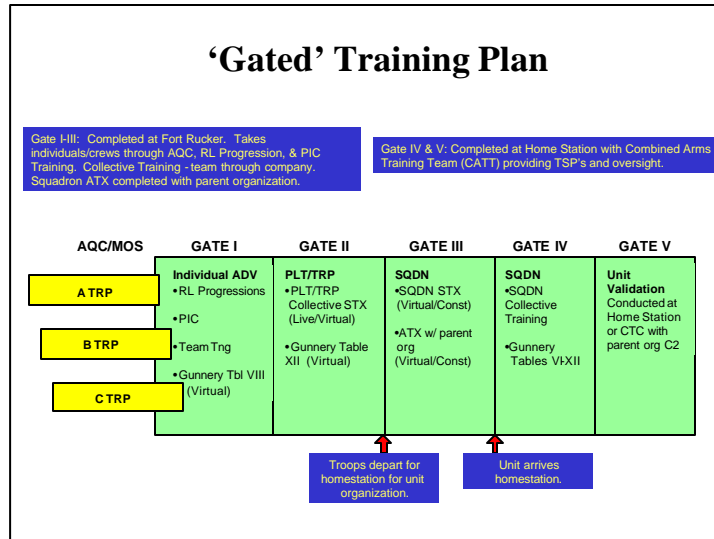 ‘Gated’ Training Plan
Gate I-III: Completed at Fort Rucker. Takes
individuals/crews through AQC, RL Progression, & PIC
Training. Collective Training - team through company.
Squadron ATX completed with parent organization.
Gate IV & V: Completed at Home Station with Combined Arms
Training Team (CATT) providing TSP's and oversight.
AQC/MOS
GATE I
GATE II
GATE III
GATE IV
GATE V
A TRP
B TRP
C TRP
Individual ADV
•RL Progressions
•PIC
•Team Tng
•Gunnery Tbl VIII
(Virtual)
PLT/TRP
•PLT/TRP
Collective STX
(Live/Virtual)
•Gunnery Table
XII (Virtual)
SQDN
•SQDN STX
(Virtual/Const)
•ATX w/ parent
org
(Virtual/Const)
SQDN
•SQDN
Collective
Training
•Gunnery
Tables VI-XII
Unit
Validation
Conducted at
Home Station
or CTC with
parent org C2
Troops depart for
homestation for unit
organization.
Unit arrives
homestation.